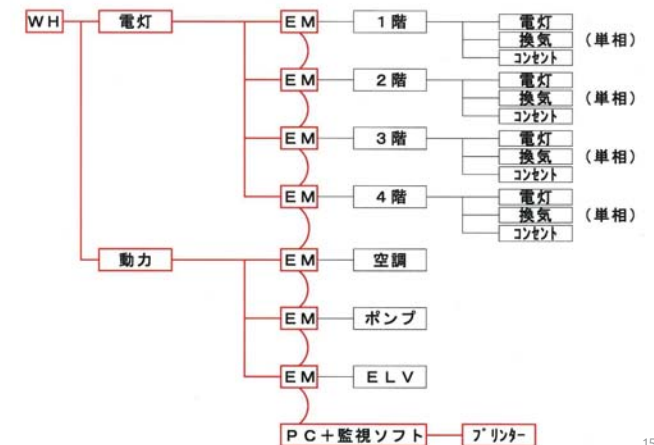 WH 電灯 EM 1階 電灯
換気 (単相)
コンセント
EM 2階 電灯
換気 (単相)
コンセント
EM 3階 電灯
換気 (単相)
コンセント
EM 4階 電灯
換気 (単相)
コンセント
動力 EM 空調
EM ポンプ
EM ELV
PC+監視ソフト プリンター
15